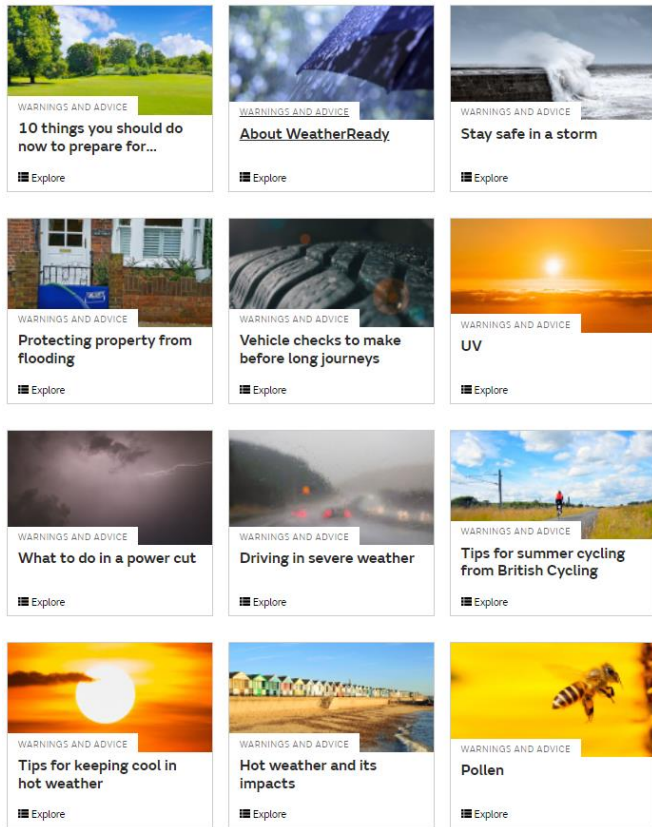 WARNINGS AND ADVICE
10 things you should do
now to prepare for...
Explore
WARNINGS AND ADVICE
About WeatherReady
Explore
WARNINGS AND ADVICE
Stay safe in a storm
Explore
WARNINGS AND ADVICE
Protecting property from
flooding
Explore
WARNINGS AND ADVICE
Vehicle checks to make
before long journeys
Explore
WARNINGS AND ADVICE
UV
Explore
WARNINGS AND ADVICE
What to do in a power cut
Explore
WARNINGS AND ADVICE
Driving in severe weather
Explore
WARNINGS AND ADVICE
Tips for summer cycling
from British Cycling
Explore
WARNINGS AND ADVICE
Tips for keeping cool in
hot weather
Explore
WARNINGS AND ADVICE
Hot weather and its
impacts
Explore
WARNINGS AND ADVICE
Pollen
Explore